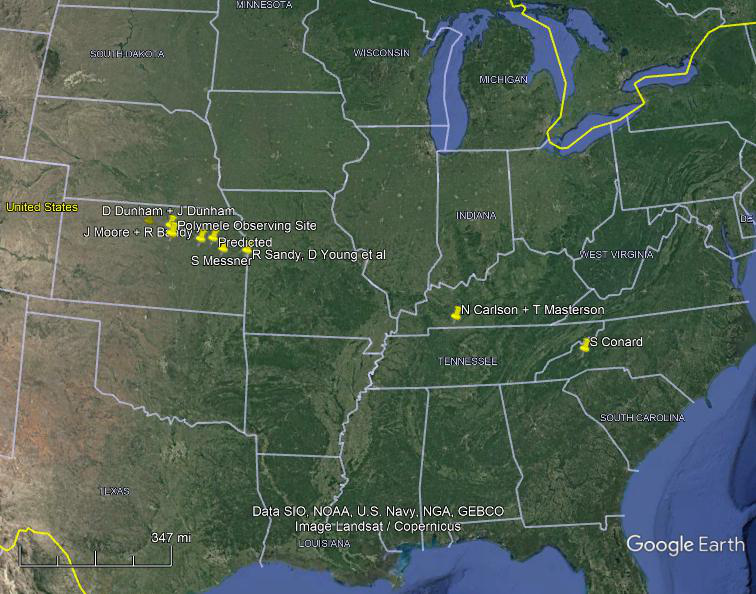 MINNESOTA
SOUTH DAKOTA
WISCONSIN
MICHIGAN
United States
D Dunham + J Dunham
Polymele Observing Site
J Moore + R Bandy
Predicted
S Messner
R Sandy, D Young et al
INDIANA
WEST VIRGINIA
DE
N Carlson + T Masterson
S Conard
TENNESSEE
SOUTH CAROLINA
TEXAS
Data SIO, NOAA, U.S. Navy, NGA, GEBCO
Image Landsat / Copernicus
347 mi
LOUISIANA
Google Earth